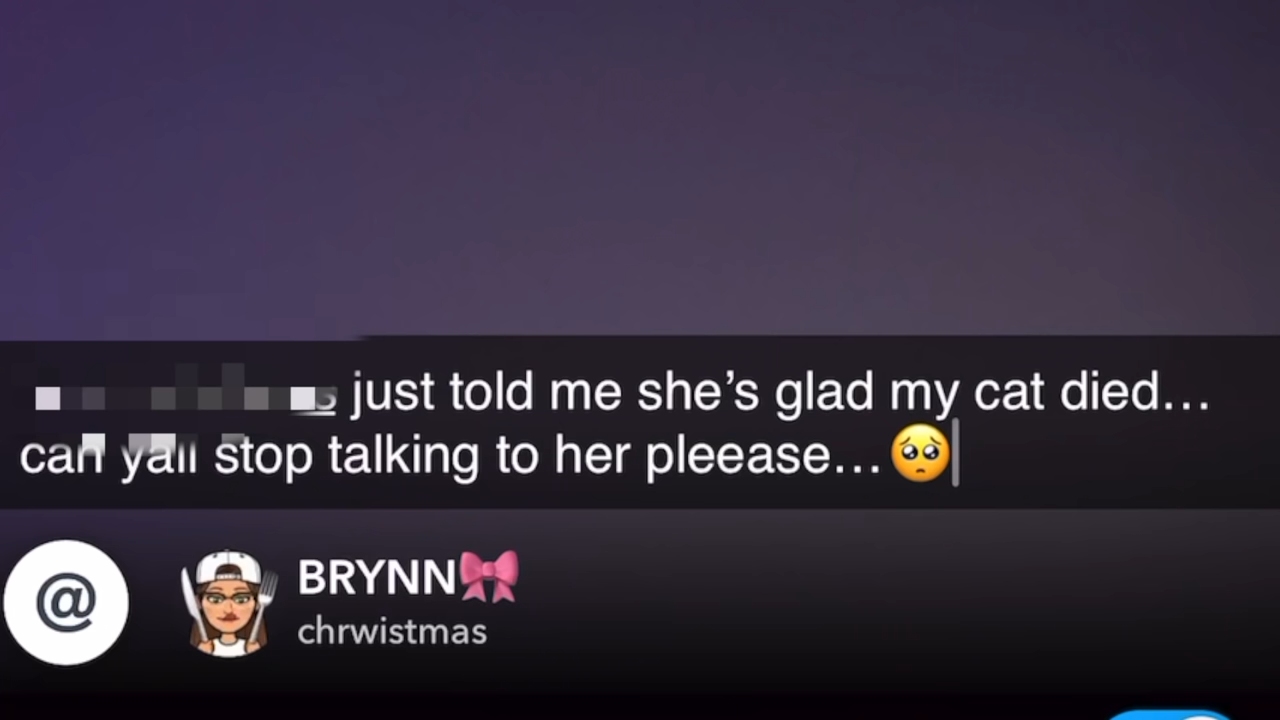 just told me she’s glad my cat died...
can yall stop talking to her pleease...🥺
@
BRYNN🎀
chrwistmas